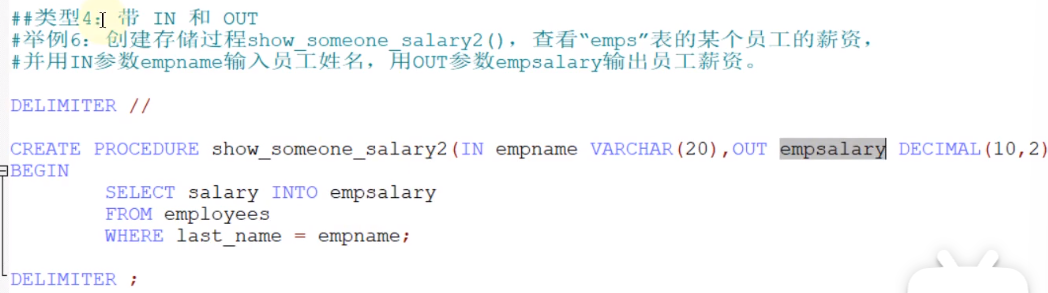 ##类型4：带 IN 和 OUT
#举例6：创建存储过程show_someone_salary2()，查看“emps”表的某个员工的薪资，
#并用IN参数empname输入员工姓名，用OUT参数empsalary输出员工薪资。
DELIMITER //
CREATE PROCEDURE show_someone_salary2(IN empname VARCHAR(20),OUT empsalary DECIMAL(10,2)
BEGIN
SELECT salary INTO empsalary
FROM employees
WHERE last_name = empname;
DELIMITER ;